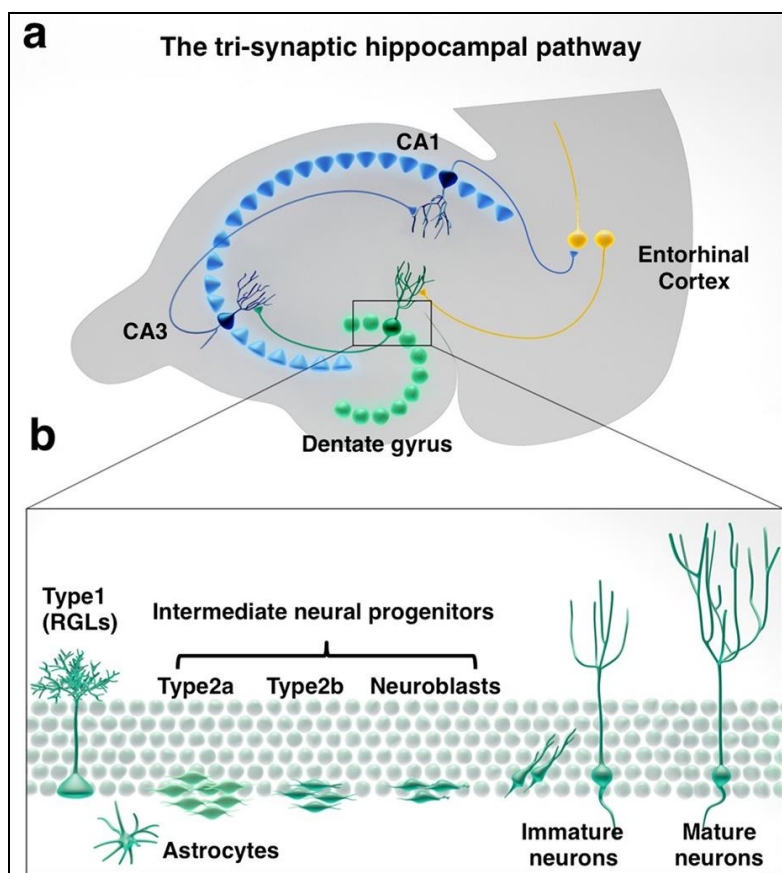 a
The tri-synaptic hippocampal pathway
CA1
Entorhinal
Cortex
CA3
Dentate gyrus
b
Type1
(RGLs)
Intermediate neural progenitors
Type2a
Type2b
Neuroblasts
Astrocytes
Immature
neurons
Mature
neurons